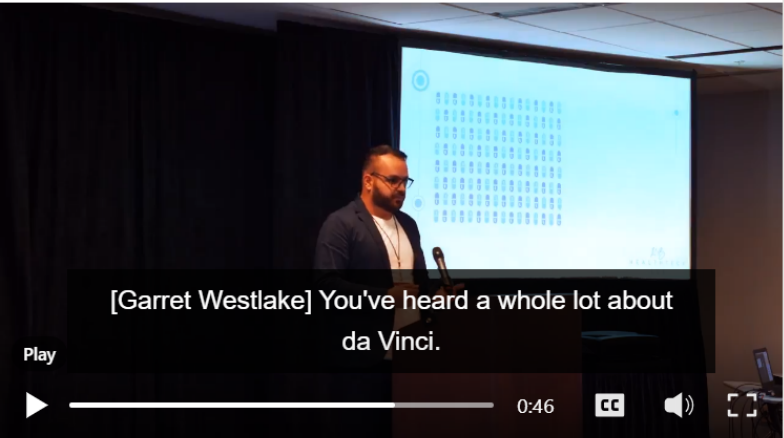 [Garret Westlake] You've heard a whole lot about
da Vinci.
Play
0:46
CC